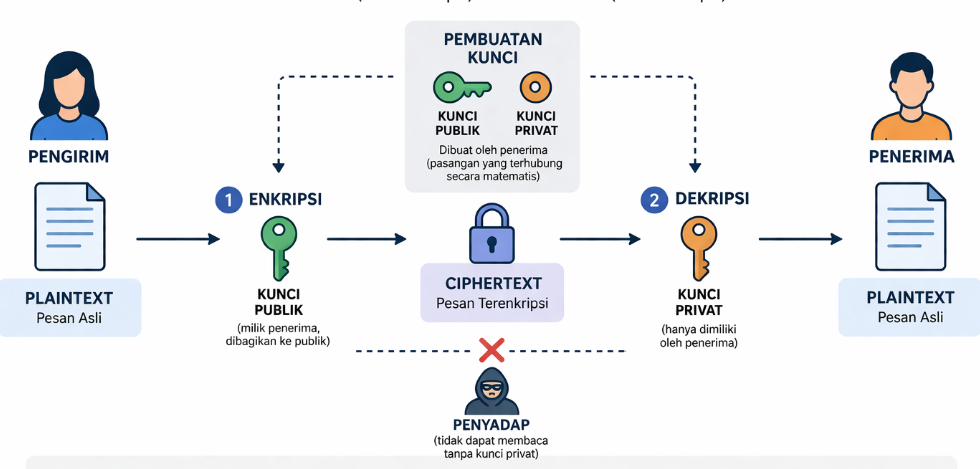 PEMBUATAN
KUNCI
KUNCI
PUBLIK
KUNCI
PRIVAT
Dibuat oleh penerima
(pasangan yang terhubung
secara matematis)
PENGIRIM
PENERIMA
1 ENKRIPSI
2 DEKRIPSI
PLAINTEXT
Pesan Asli
KUNCI
PUBLIK
(milik penerima,
dibagikan ke publik)
CIPHERTEXT
Pesan Terenkripsi
KUNCI
PRIVAT
(hanya dimiliki
oleh penerima)
PLAINTEXT
Pesan Asli
PENYADAP
(tidak dapat membaca
tanpa kunci privat)